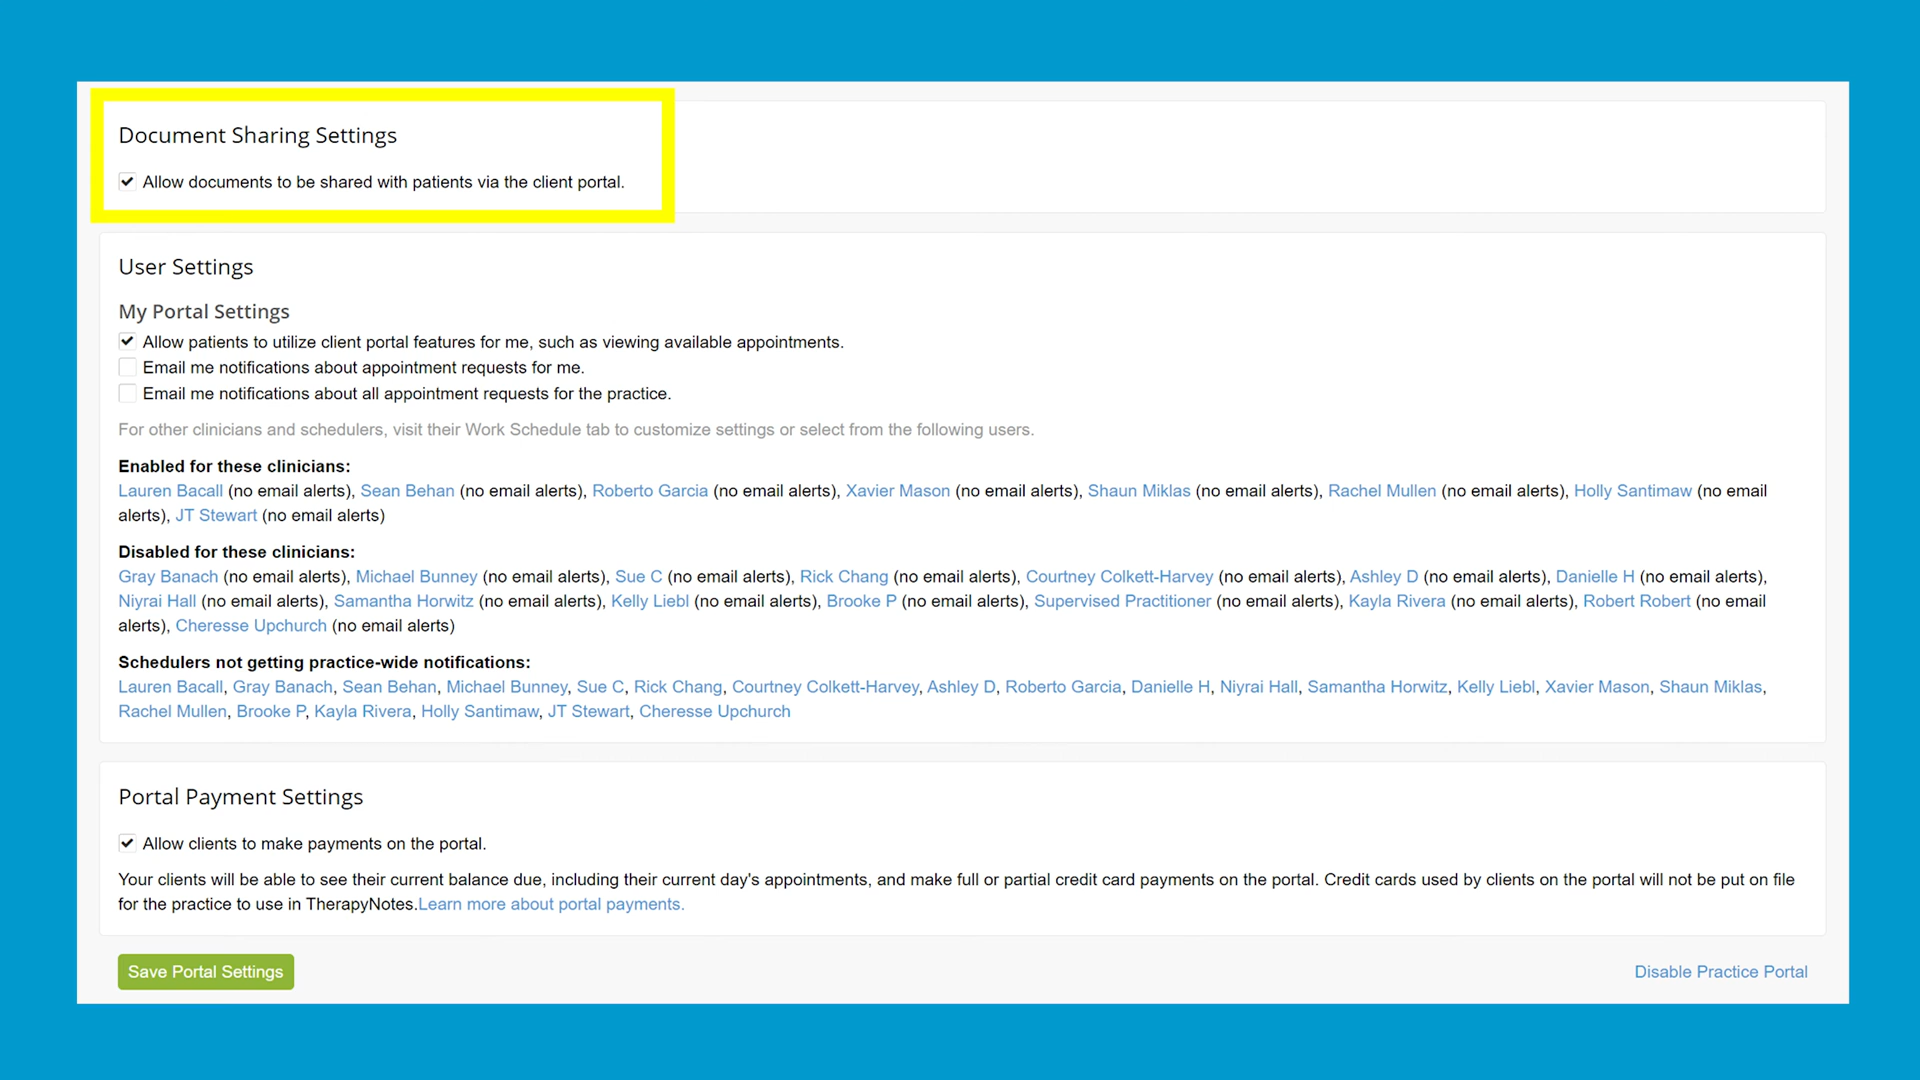 Document Sharing Settings
Allow documents to be shared with patients via the client portal.
User Settings
My Portal Settings
Allow patients to utilize client portal features for me, such as viewing available appointments.
Email me notifications about appointment requests for me.
Email me notifications about all appointment requests for the practice.
For other clinicians and schedulers, visit their Work Schedule tab to customize settings or select from the following users.
Enabled for these clinicians:
Lauren Bacall (no email alerts), Sean Behan (no email alerts), Roberto Garcia (no email alerts), Xavier Mason (no email alerts), Shaun Miklas (no email alerts), Rachel Mullen (no email alerts), Holly Santimaw (no email
alerts), JT Stewart (no email alerts)
Disabled for these clinicians:
Gray Banach (no email alerts), Michael Bunney (no email alerts), Sue C (no email alerts), Rick Chang (no email alerts), Courtney Colkett-Harvey (no email alerts), Ashley D (no email alerts), Danielle H (no email alerts),
Niyrai Hall (no email alerts), Samantha Horwitz (no email alerts), Kelly Liebl (no email alerts), Brooke P (no email alerts), Supervised Practitioner (no email alerts), Kayla Rivera (no email alerts), Robert Robert (no email
alerts), Cheresse Upchurch (no email alerts)
Schedulers not getting practice-wide notifications:
Lauren Bacall, Gray Banach, Sean Behan, Michael Bunney, Sue C, Rick Chang, Courtney Colkett-Harvey, Ashley D, Roberto Garcia, Danielle H, Niyrai Hall, Samantha Horwitz, Kelly Liebl, Xavier Mason, Shaun Miklas,
Rachel Mullen, Brooke P, Kayla Rivera, Holly Santimaw, JT Stewart, Cheresse Upchurch
Portal Payment Settings
Allow clients to make payments on the portal.
Your clients will be able to see their current balance due, including their current day's appointments, and make full or partial credit card payments on the portal. Credit cards used by clients on the portal will not be put on file
for the practice to use in TherapyNotes.Learn more about portal payments.
Save Portal Settings
Disable Practice Portal